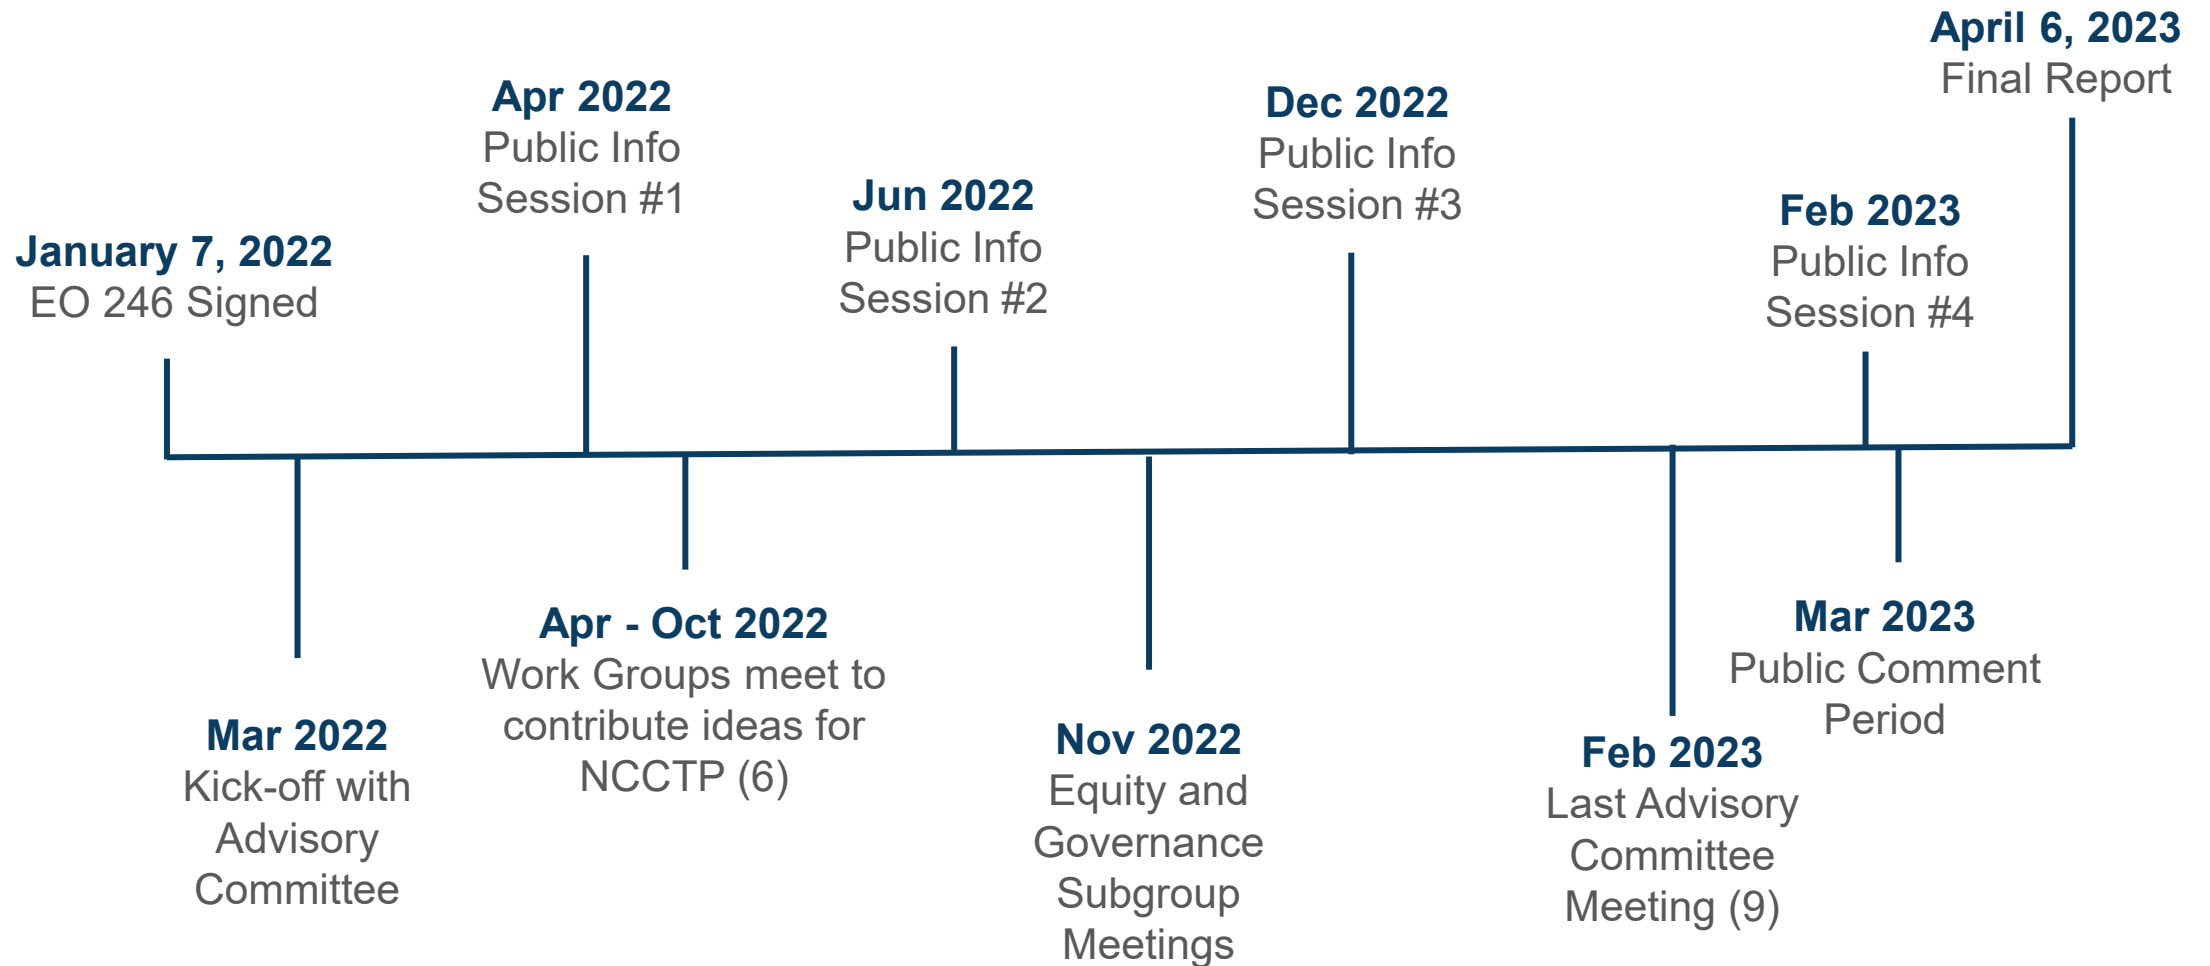 January 7, 2022
EO 246 Signed
Apr 2022
Public Info
Session #1
Jun 2022
Public Info
Session #2
Dec 2022
Public Info
Session #3
Feb 2023
Public Info
Session #4
April 6, 2023
Final Report
Mar 2022
Kick-off with
Advisory
Committee
Apr - Oct 2022
Work Groups meet to
contribute ideas for
NCCTP (6)
Nov 2022
Equity and
Governance
Subgroup
Meetings
Feb 2023
Last Advisory
Committee
Meeting (9)
Mar 2023
Public Comment
Period